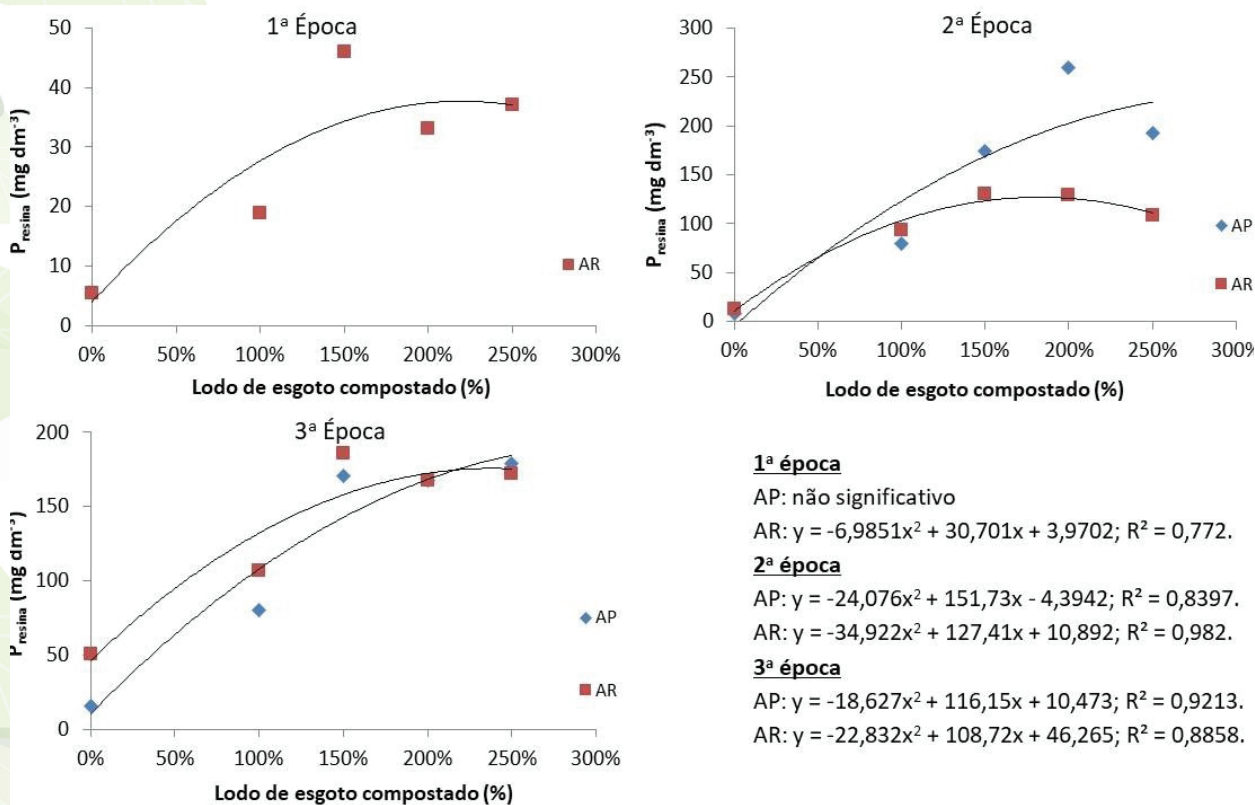 1ª Época
50
40
30
20
10
0
P resina (mg dm⁻³)
0% 50% 100% 150% 200% 250% 300%
Lodo de esgoto compostado (%)
AR
2ª Época
300
250
200
150
100
50
0
P resina (mg dm⁻³)
0% 50% 100% 150% 200% 250% 300%
Lodo de esgoto compostado (%)
AP
AR
3ª Época
200
150
100
50
0
P resina (mg dm⁻³)
0% 50% 100% 150% 200% 250% 300%
Lodo de esgoto compostado (%)
AP
AR
1ª época
AP: não significativo
AR: y = -6,9851x² + 30,701x + 3,9702; R² = 0,772.
2ª época
AP: y = -24,076x² + 151,73x - 4,3942; R² = 0,8397.
AR: y = -34,922x² + 127,41x + 10,892; R² = 0,982.
3ª época
AP: y = -18,627x² + 116,15x + 10,473; R² = 0,9213.
AR: y = -22,832x² + 108,72x + 46,265; R² = 0,8858.